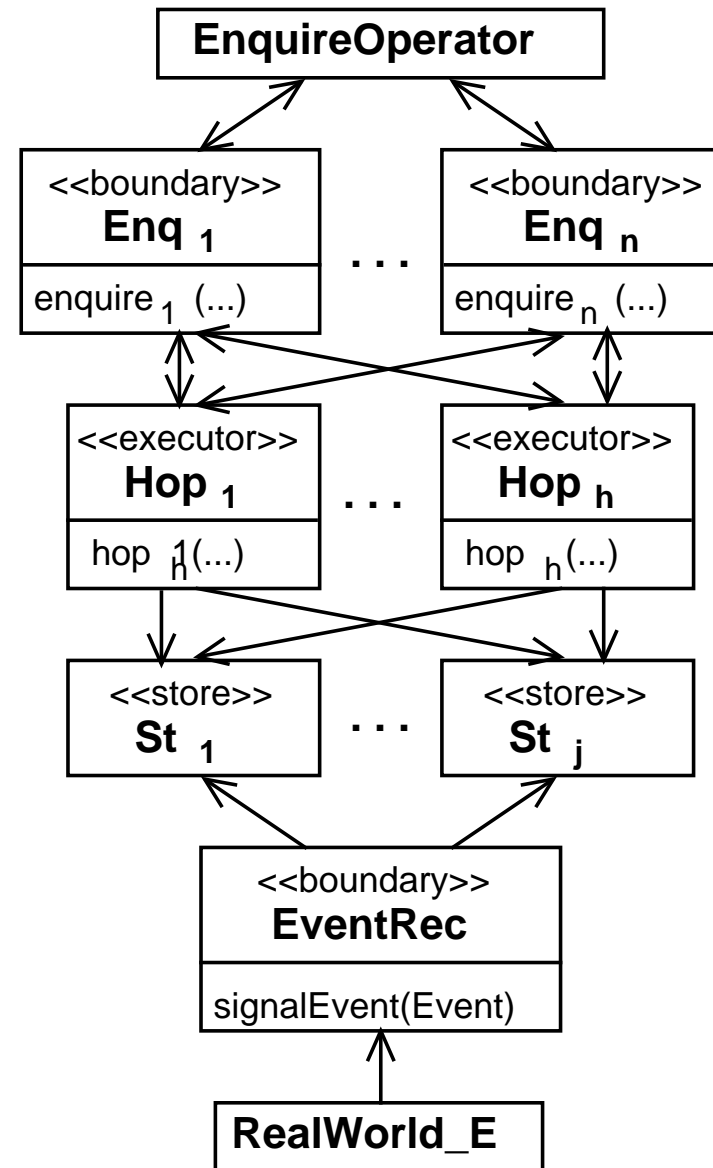 EnquireOperator
<<boundary>> <<boundary>>
Enq 1 . . . Enq n
enquire 1 (...) enquire n (...)
<<executor>> <<executor>>
Hop 1 . . . Hop h
hop 1 h (...) hop h (...)
<<store>> <<store>>
St 1 . . . St j
<<boundary>>
EventRec
signalEvent(Event)
RealWorld_E